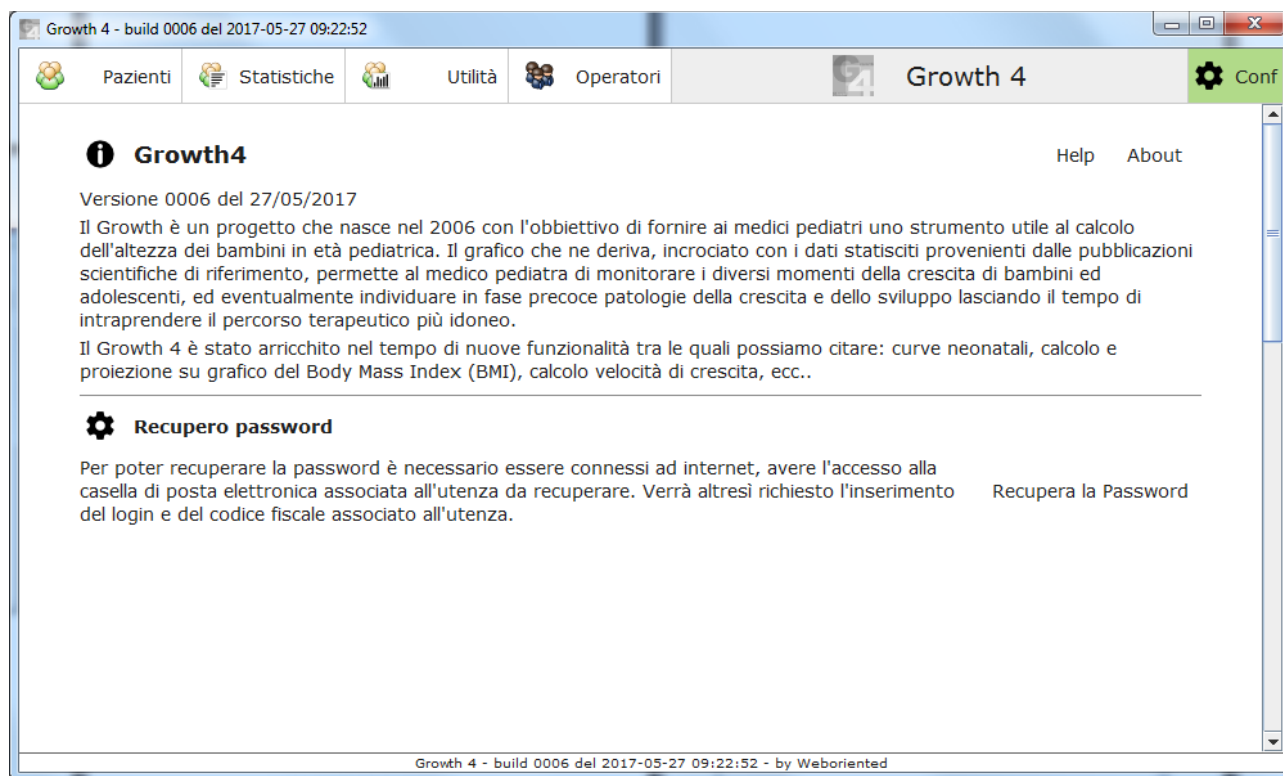 Growth 4 - build 0006 del 2017-05-27 09:22:52
Pazienti Statistiche Utilità Operatori G4 Growth 4 Conf
Growth4 Help About
Versione 0006 del 27/05/2017
Il Growth è un progetto che nasce nel 2006 con l'obbiettivo di fornire ai medici pediatri uno strumento utile al calcolo
dell'altezza dei bambini in età pediatrica. Il grafico che ne deriva, incrociato con i dati statisciti provenienti dalle pubblicazioni
scientifiche di riferimento, permette al medico pediatra di monitorare i diversi momenti della crescita di bambini ed
adolescenti, ed eventualmente individuare in fase precoce patologie della crescita e dello sviluppo lasciando il tempo di
intraprendere il percorso terapeutico più idoneo.
Il Growth 4 è stato arricchito nel tempo di nuove funzionalità tra le quali possiamo citare: curve neonatali, calcolo e
proiezione su grafico del Body Mass Index (BMI), calcolo velocità di crescita, ecc..
Recupero password
Per poter recuperare la password è necessario essere connessi ad internet, avere l'accesso alla
casella di posta elettronica associata all'utenza da recuperare. Verrà altresì richiesto l'inserimento
del login e del codice fiscale associato all'utenza.
Recupera la Password
Growth 4 - build 0006 del 2017-05-27 09:22:52 - by Weboriented